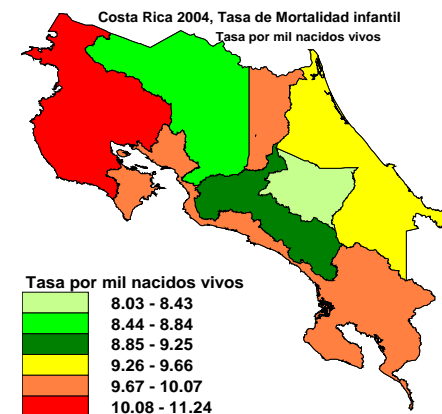 Costa Rica 2004, Tasa de Mortalidad infantil
Tasa por mil nacidos vivos
Tasa por mil nacidos vivos
8.03 - 8.43
8.44 - 8.84
8.85 - 9.25
9.26 - 9.66
9.67 - 10.07
10.08 - 11.24